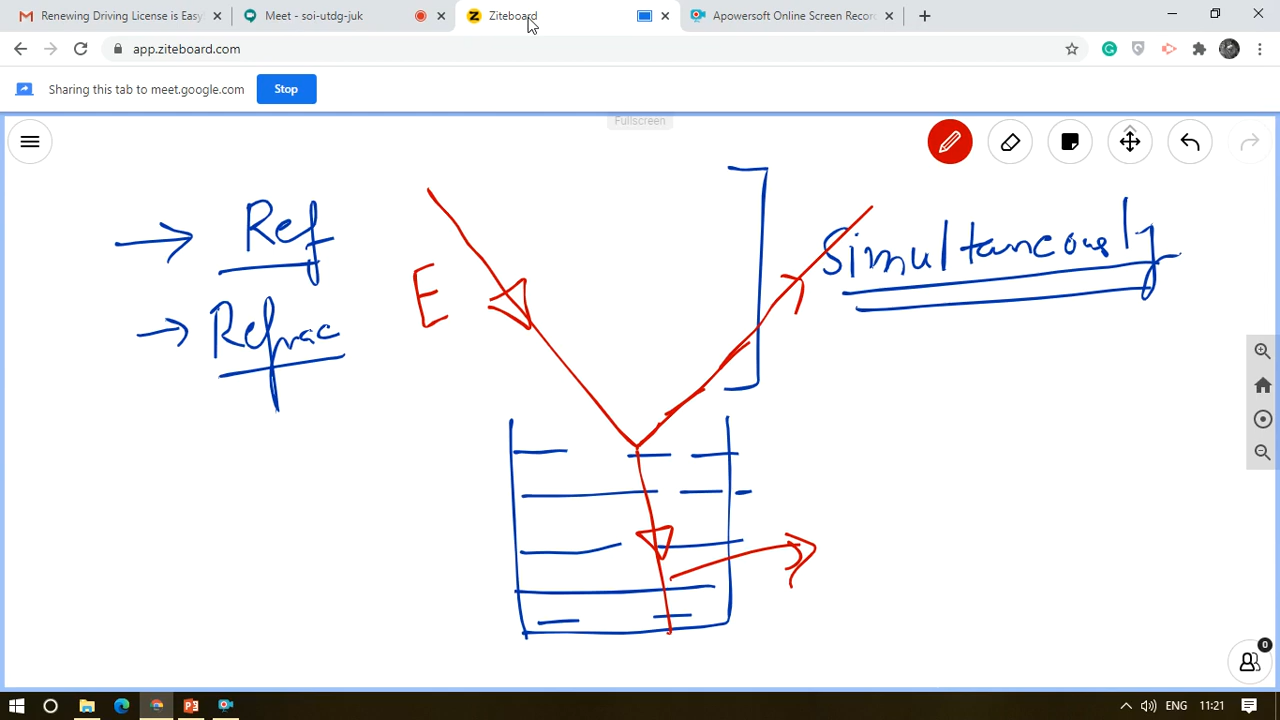 Renewing Driving License is Easy
Meet - soi-utdg-juk
Ziteboard
Apowersoft Online Screen Record
app.ziteboard.com
Sharing this tab to meet.google.com
Stop
Fullscreen
Ref
Simultaneously
E
Refrac
0
ENG
11:21